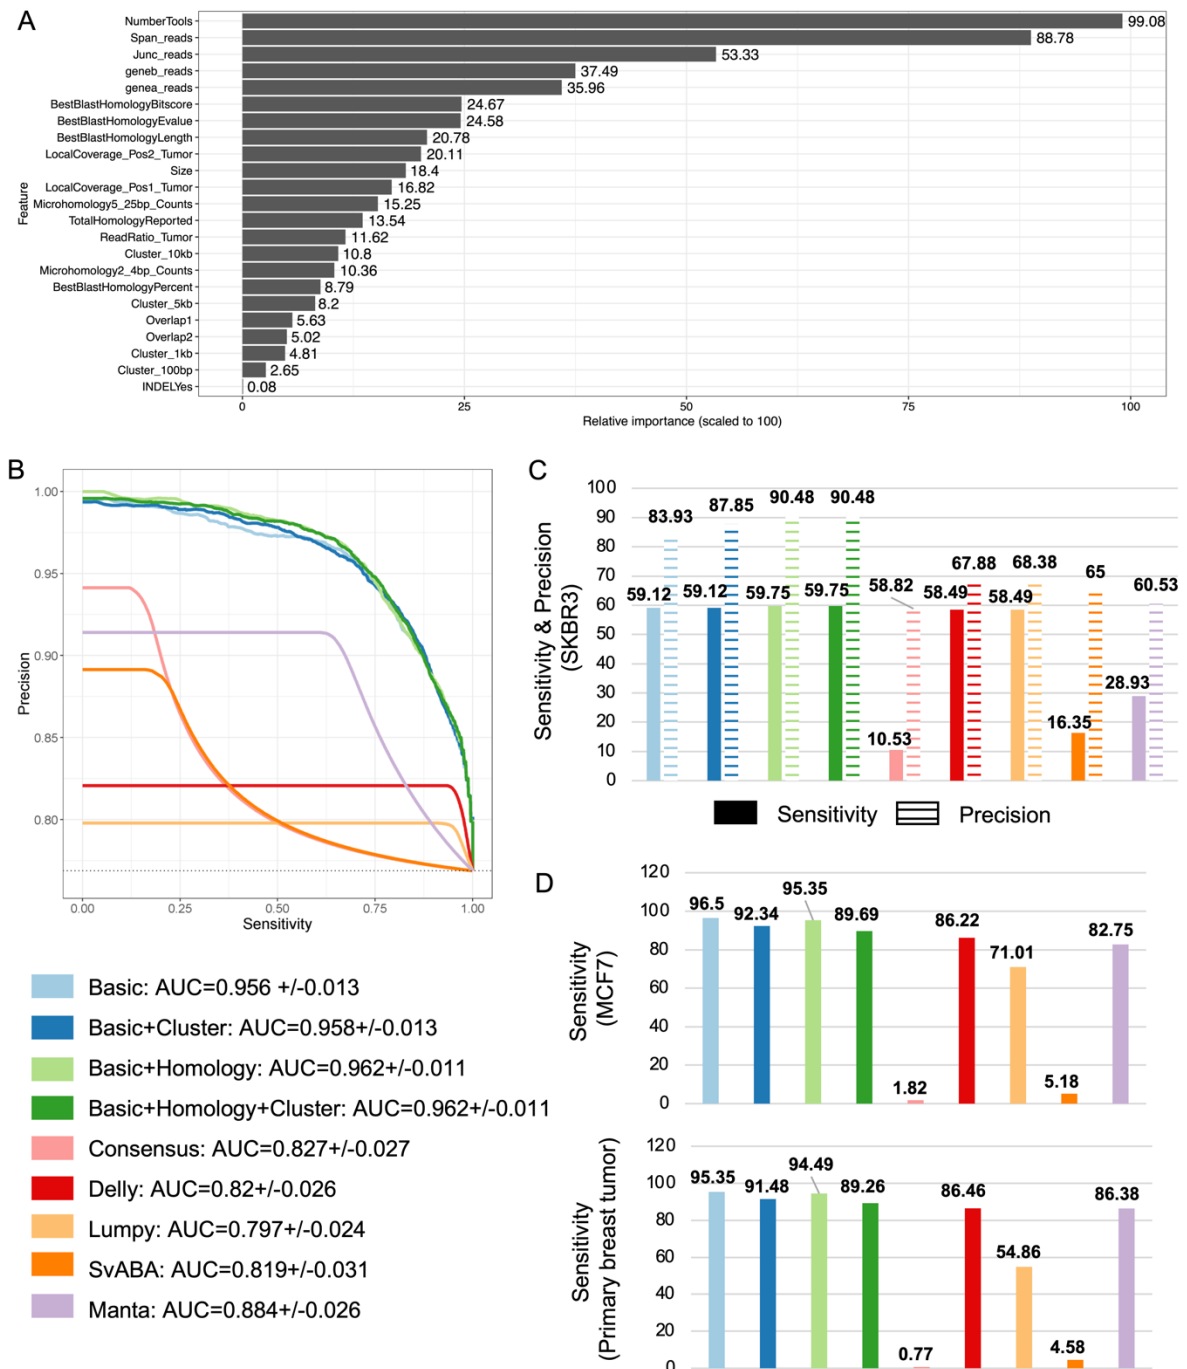 A
NumberTools 99.08
Span_reads 88.78
Junc_reads 53.33
geneb_reads 37.49
genea_reads 35.96
BestBlastHomologyBitscore 24.67
BestBlastHomologyEvalue 24.58
BestBlastHomologyLength 20.78
LocalCoverage_Pos2_Tumor 20.11
Size 18.4
LocalCoverage_Pos1_Tumor 16.82
Microhomology5_25bp_Counts 15.25
TotalHomologyReported 13.54
ReadRatio_Tumor 11.62
Cluster_10kb 10.8
Microhomology2_4bp_Counts 10.36
BestBlastHomologyPercent 8.79
Cluster_5kb 8.2
Overlap1 5.63
Overlap2 5.02
Cluster_1kb 4.81
Cluster_100bp 2.65
INDELYes 0.08
Feature
0 25 50 75 100
Relative importance (scaled to 100)
B
Precision
1.00
0.95
0.90
0.85
0.80
0.00 0.25 0.50 0.75 1.00
Sensitivity
Basic: AUC=0.956 +/-0.013
Basic+Cluster: AUC=0.958+/-0.013
Basic+Homology: AUC=0.962+/-0.011
Basic+Homology+Cluster: AUC=0.962+/-0.011
Consensus: AUC=0.827+/-0.027
Delly: AUC=0.82+/-0.026
Lumpy: AUC=0.797+/-0.024
SvABA: AUC=0.819+/-0.031
Manta: AUC=0.884+/-0.026
C
Sensitivity & Precision
(SKBR3)
100
90
80
70
60
50
40
30
20
10
0
83.93 87.85 90.48 90.48 58.82 67.88 68.38 65 60.53
59.12 59.12 59.75 59.75 10.53 58.49 58.49 16.35 28.93
Sensitivity Precision
D
Sensitivity
(MCF7)
120
100
80
60
40
20
0
96.5 92.34 95.35 89.69 1.82 86.22 71.01 5.18 82.75
Sensitivity
(Primary breast tumor)
120
100
80
60
40
20
0
95.35 91.48 94.49 89.26 0.77 86.46 54.86 4.58 86.38